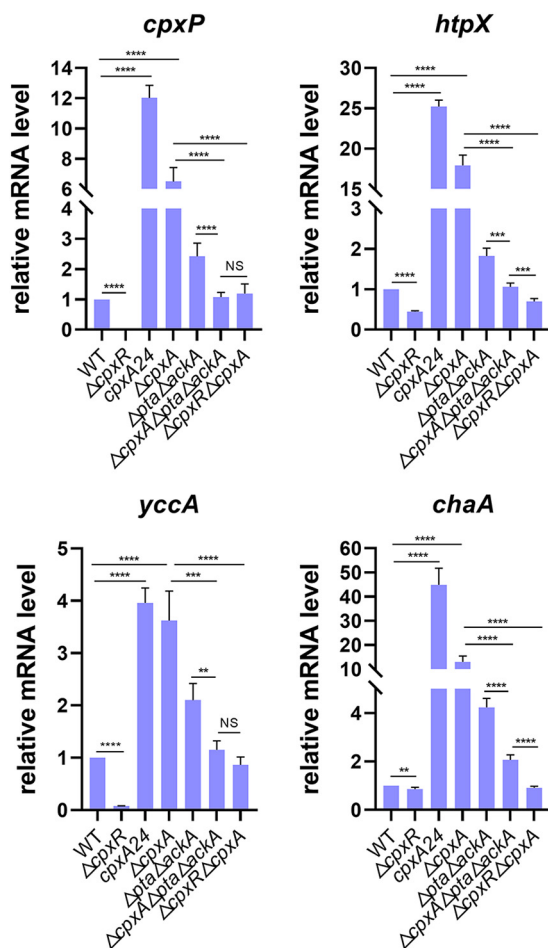 cpxP
relative mRNA level
14
12
10
8
6
4
3
2
1
0
****
****
****
****
****
****
NS
WT
ΔcpxR
cpxA24
ΔcpxA
ΔptaΔackA
ΔcpxAΔptaΔackA
ΔcpxRΔcpxA
htpX
relative mRNA level
30
25
20
15
3
2
1
0
****
****
****
****
****
***
***
WT
ΔcpxR
cpxA24
ΔcpxA
ΔptaΔackA
ΔcpxAΔptaΔackA
ΔcpxRΔcpxA
yccA
relative mRNA level
5
4
3
2
1
0
****
****
****
***
****
**
NS
WT
ΔcpxR
cpxA24
ΔcpxA
ΔptaΔackA
ΔcpxAΔptaΔackA
ΔcpxRΔcpxA
chaA
relative mRNA level
60
50
40
30
20
10
4
2
0
****
****
****
****
**
****
****
WT
ΔcpxR
cpxA24
ΔcpxA
ΔptaΔackA
ΔcpxAΔptaΔackA
ΔcpxRΔcpxA